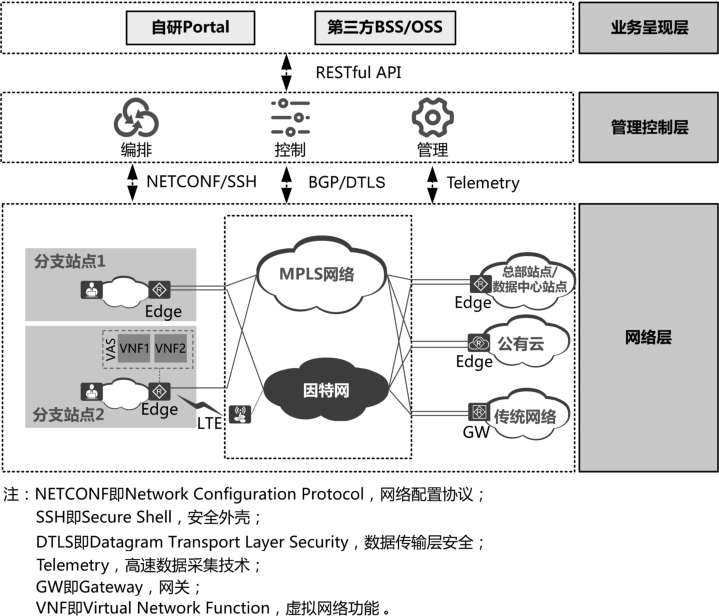 自研Portal
第三方BSS/OSS
业务呈现层
RESTful API
编排
控制
管理
管理控制层
NETCONF/SSH
BGP/DTLS
Telemetry
分支站点1
Edge
MPLS网络
总部站点/
数据中心站点
Edge
网络层
VAS
VNF1
VNF2
公有云
Edge
分支站点2
Edge
LTE
因特网
传统网络
GW
注：NETCONF即Network Configuration Protocol，网络配置协议；
SSH即Secure Shell，安全外壳；
DTLS即Datagram Transport Layer Security，数据传输层安全；
Telemetry，高速数据采集技术；
GW即Gateway，网关；
VNF即Virtual Network Function，虚拟网络功能。